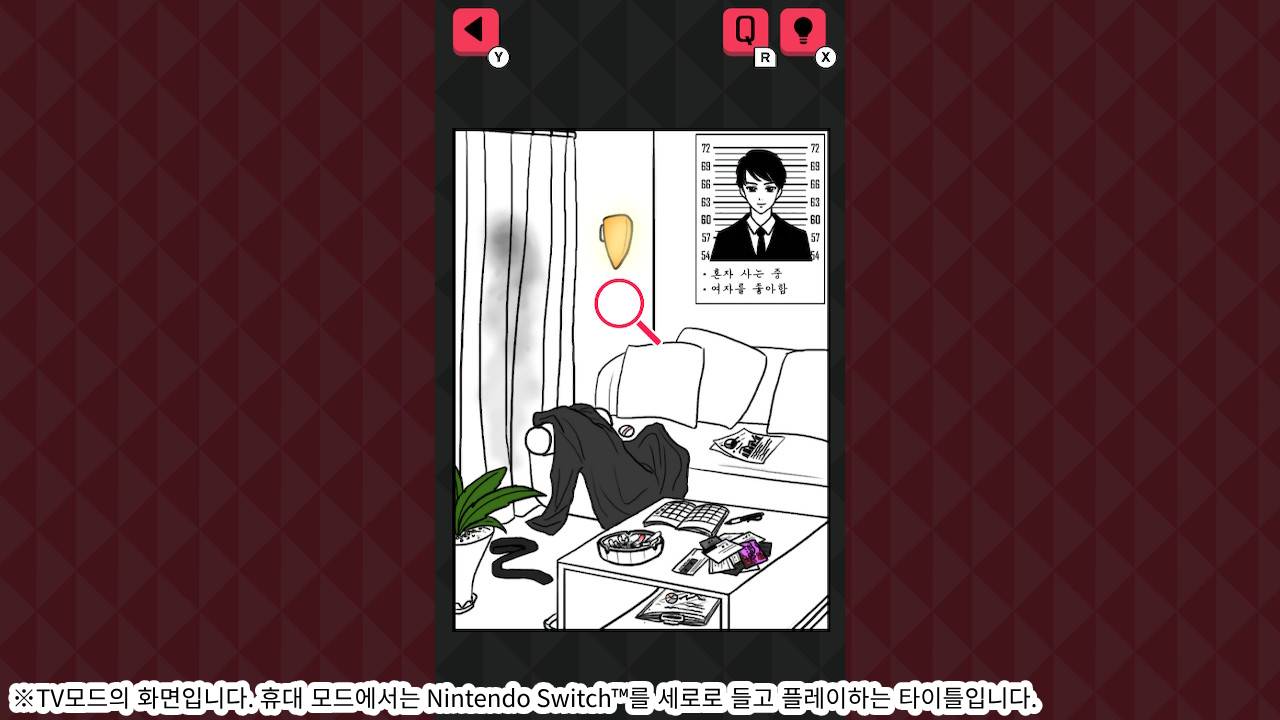 Q
Y
R
X
72 72
69 69
66 66
63 63
60 60
57 57
54 54
· 혼자 사는 중
· 여자를 좋아함
※TV모드의 화면입니다. 휴대 모드에서는 Nintendo Switch™를 세로로 들고 플레이하는 타이틀입니다.